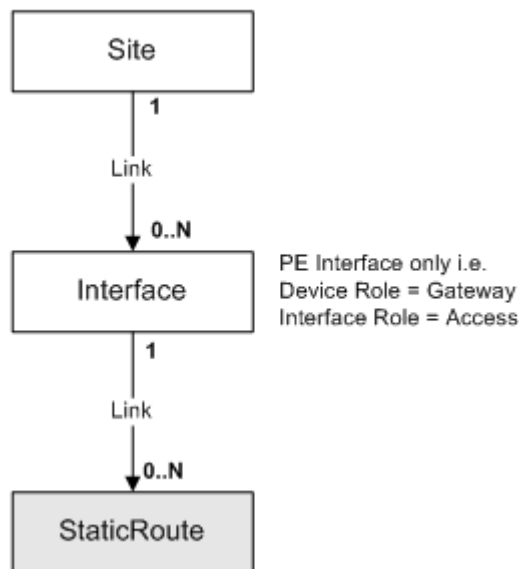 Site
1
Link
0..N
Interface
PE Interface only i.e.
Device Role = Gateway
Interface Role = Access
1
Link
0..N
StaticRoute